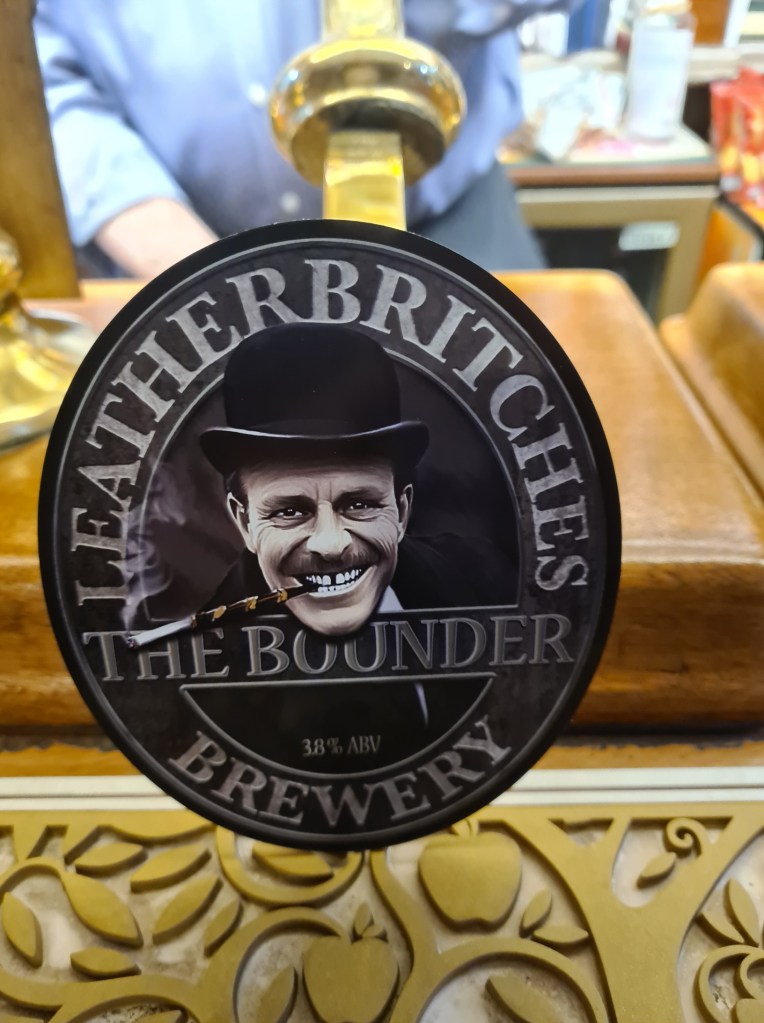 LEATHERBRITCHES
THE BOUNDER
3.8% ABV
BREWERY